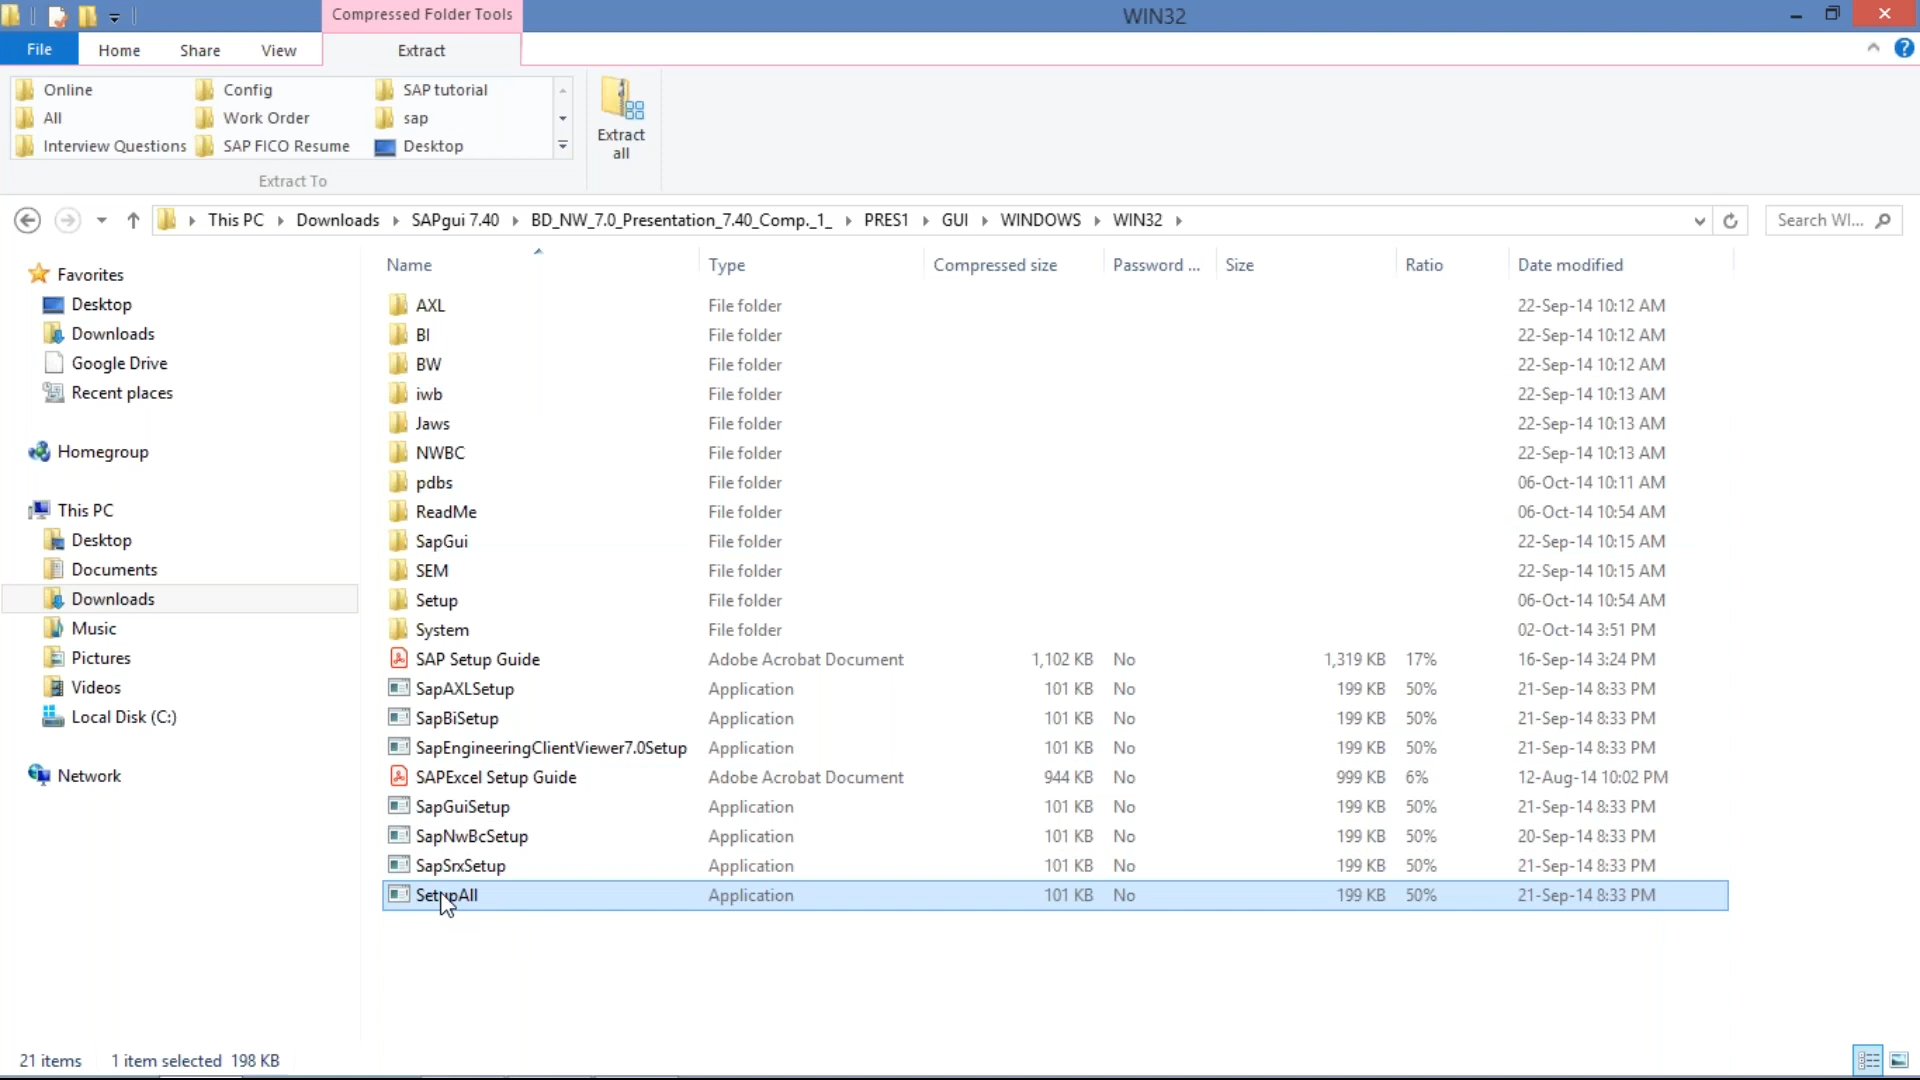 Compressed Folder Tools
WIN32
File Home Share View Extract
Online Config SAP tutorial
All Work Order sap
Interview Questions SAP FICO Resume Desktop
Extract all
Extract To
This PC Downloads SAPgui 7.40 BD_NW_7.0_Presentation_7.40_Comp._1_ PRES1 GUI WINDOWS WIN32
Search WI...
Name Type Compressed size Password ... Size Ratio Date modified
Favorites
Desktop
Downloads
Google Drive
Recent places
Homegroup
This PC
Desktop
Documents
Downloads
Music
Pictures
Videos
Local Disk (C:)
Network
AXL File folder 22-Sep-14 10:12 AM
BI File folder 22-Sep-14 10:12 AM
BW File folder 22-Sep-14 10:12 AM
iwb File folder 22-Sep-14 10:13 AM
Jaws File folder 22-Sep-14 10:13 AM
NWBC File folder 22-Sep-14 10:13 AM
pdbs File folder 06-Oct-14 10:11 AM
ReadMe File folder 06-Oct-14 10:54 AM
SapGui File folder 22-Sep-14 10:15 AM
SEM File folder 22-Sep-14 10:15 AM
Setup File folder 06-Oct-14 10:54 AM
System File folder 02-Oct-14 3:51 PM
SAP Setup Guide Adobe Acrobat Document 1,102 KB No 1,319 KB 17% 16-Sep-14 3:24 PM
SapAXLSetup Application 101 KB No 199 KB 50% 21-Sep-14 8:33 PM
SapBiSetup Application 101 KB No 199 KB 50% 21-Sep-14 8:33 PM
SapEngineeringClientViewer7.0Setup Application 101 KB No 199 KB 50% 21-Sep-14 8:33 PM
SAPExcel Setup Guide Adobe Acrobat Document 944 KB No 999 KB 6% 12-Aug-14 10:02 PM
SapGuiSetup Application 101 KB No 199 KB 50% 21-Sep-14 8:33 PM
SapNwBcSetup Application 101 KB No 199 KB 50% 20-Sep-14 8:33 PM
SapSrxSetup Application 101 KB No 199 KB 50% 21-Sep-14 8:33 PM
SetupAll Application 101 KB No 199 KB 50% 21-Sep-14 8:33 PM
21 items 1 item selected 198 KB